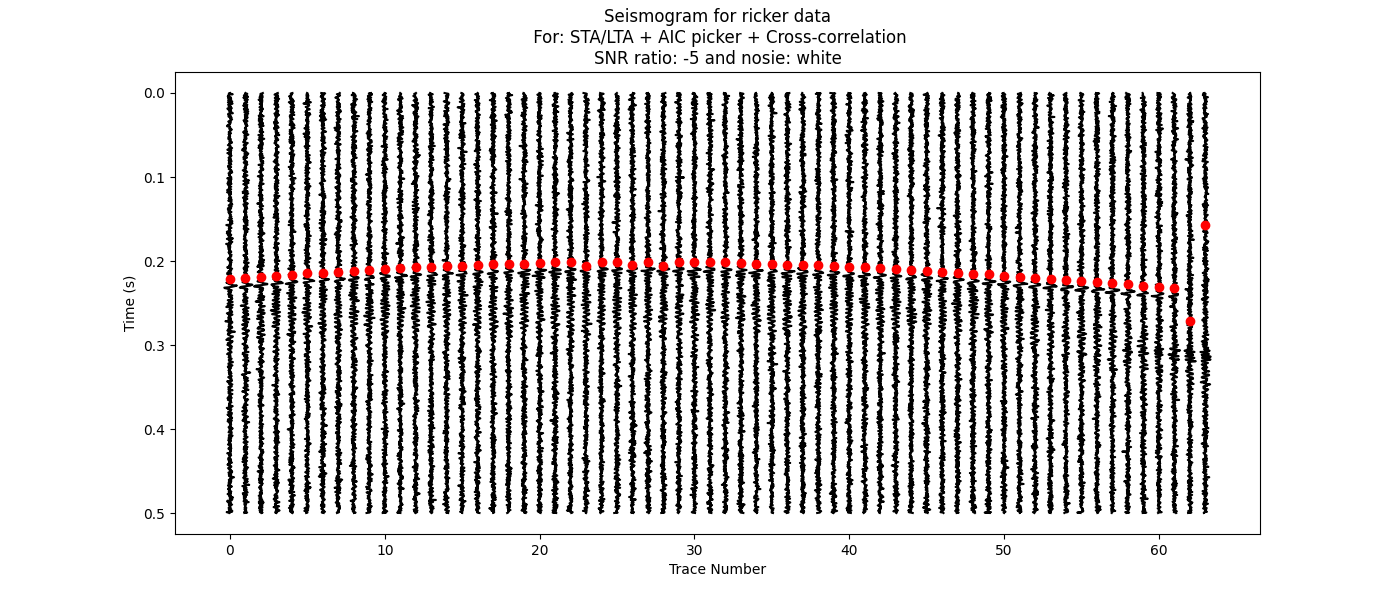 Seismogram for ricker data
For: STA/LTA + AIC picker + Cross-correlation
SNR ratio: -5 and nosie: white
0.0
0.1
0.2
0.3
0.4
0.5
Time (s)
0 10 20 30 40 50 60
Trace Number